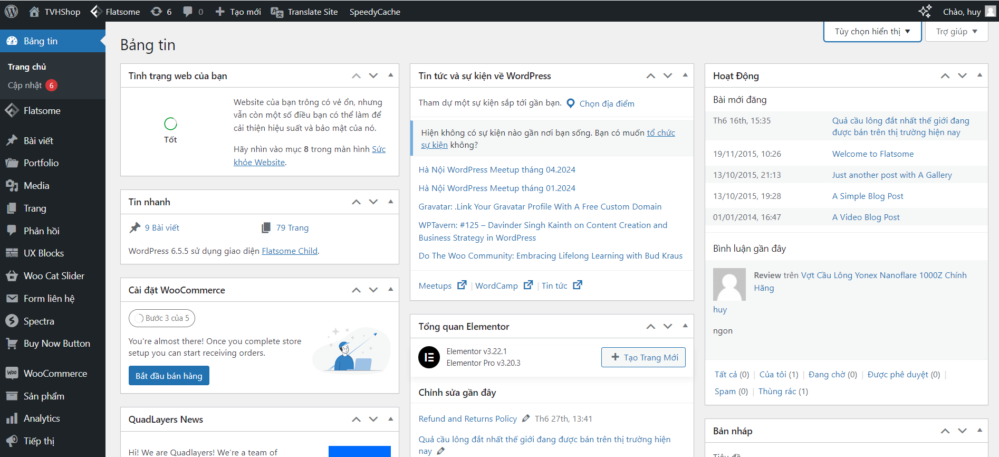 TVHShop
Flatsome
6
0
Tạo mới
Translate Site
SpeedyCache
Chào, huy
Bảng tin
Trang chủ
Cập nhật 6
Flatsome
Bài viết
Portfolio
Media
Trang
Phản hồi
UX Blocks
Woo Cat Slider
Form liên hệ
Spectra
Buy Now Button
WooCommerce
Sản phẩm
Analytics
Tiếp thị
Tùy chọn hiển thị
Trợ giúp
Bảng tin
Tình trạng web của bạn
Tốt
Website của bạn trông có vẻ ổn, nhưng
vẫn còn một số điều bạn có thể làm để
cải thiện hiệu suất và bảo mật của nó.
Hãy nhìn vào mục 8 trong màn hình Sức
khỏe Website.
Tin nhanh
9 Bài viết
79 Trang
WordPress 6.5.5 sử dụng giao diện Flatsome Child.
Cài đặt WooCommerce
Bước 3 của 5
You're almost there! Once you complete store
setup you can start receiving orders.
Bắt đầu bán hàng
QuadLayers News
Hi! We are Quadlayers! We're a team of
Tin tức và sự kiện về WordPress
Tham dự một sự kiện sắp tới gần bạn. Chọn địa điểm
Hiện không có sự kiện nào gần nơi bạn sống. Bạn có muốn tổ chức
sự kiện không?
Hà Nội WordPress Meetup tháng 04.2024
Hà Nội WordPress Meetup tháng 01.2024
Gravatar: .Link Your Gravatar Profile With A Free Custom Domain
WPTavern: #125 – Davinder Singh Kainth on Content Creation and
Business Strategy in WordPress
Do The Woo Community: Embracing Lifelong Learning with Bud Kraus
Meetups | WordCamp | Tin tức
Tổng quan Elementor
Elementor v3.22.1
Elementor Pro v3.20.3
Tạo Trang Mới
Chỉnh sửa gần đây
Refund and Returns Policy Th6 27th, 13:41
Quả cầu lông đắt nhất thế giới đang được bán trên thị trường hiện
nay
Hoạt Động
Bài mới đăng
Th6 16th, 15:35 Quả cầu lông đắt nhất thế giới đang
được bán trên thị trường hiện nay
19/11/2015, 10:26 Welcome to Flatsome
13/10/2015, 21:13 Just another post with A Gallery
13/10/2015, 19:28 A Simple Blog Post
01/01/2014, 16:47 A Video Blog Post
Bình luận gần đây
Review trên Vợt Cầu Lông Yonex Nanoflare 1000Z Chính
Hãng
huy
ngon
Tất cả (0) | Của tôi (1) | Đang chờ (0) | Được phê duyệt (0) |
Spam (0) | Thùng rác (1)
Bản nháp
Tiêu đề